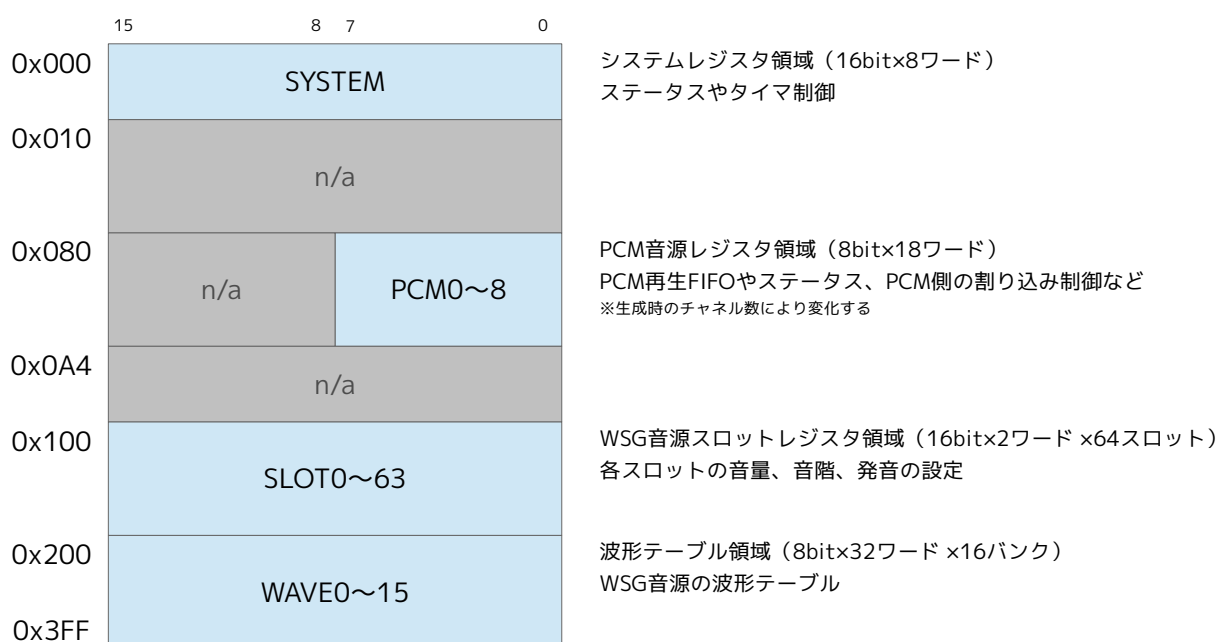 15 8 7 0
0x000
SYSTEM
システムレジスタ領域（16bit×8ワード）
ステータスやタイマ制御
0x010
n/a
0x080
n/a
PCM0〜8
PCM音源レジスタ領域（8bit×18ワード）
PCM再生FIFOやステータス、PCM側の割り込み制御など
※生成時のチャネル数により変化する
0x0A4
n/a
0x100
SLOT0〜63
WSG音源スロットレジスタ領域（16bit×2ワード ×64スロット）
各スロットの音量、音階、発音の設定
0x200
WAVE0〜15
波形テーブル領域（8bit×32ワード ×16バンク）
WSG音源の波形テーブル
0x3FF